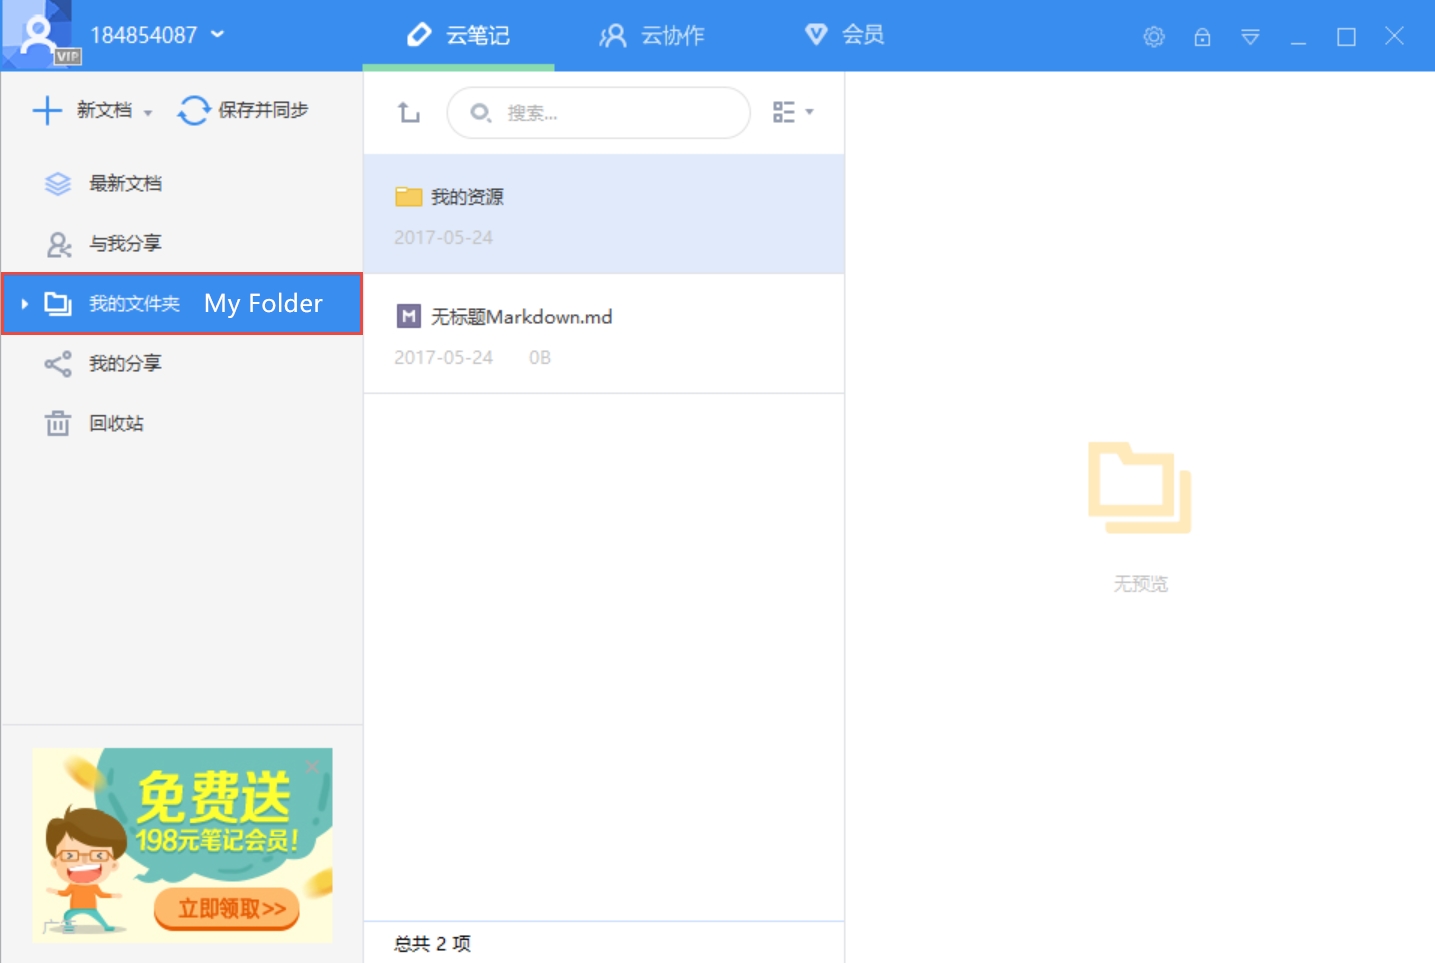 184854087
VIP
云笔记
云协作
会员
新文档
保存并同步
搜索...
最新文档
与我分享
我的文件夹 My Folder
我的分享
回收站
我的资源
2017-05-24
M 无标题Markdown.md
2017-05-24 0B
无预览
免费送
198元笔记会员!
立即领取>>
广告
总共 2 项